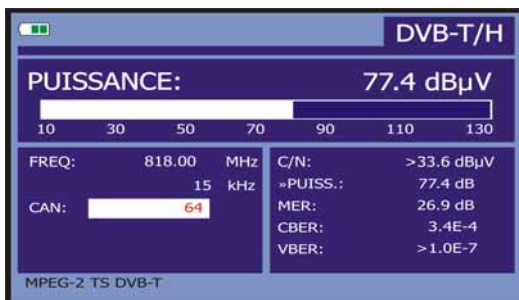 DVB-T/H
PUISSANCE: 77.4 dBµV
10 30 50 70 90 110 130
FREQ: 818.00 MHz
15 kHz
CAN: 64
C/N: >33.6 dBµV
»PUISS.: 77.4 dB
MER: 26.9 dB
CBER: 3.4E-4
VBER: >1.0E-7
MPEG-2 TS DVB-T